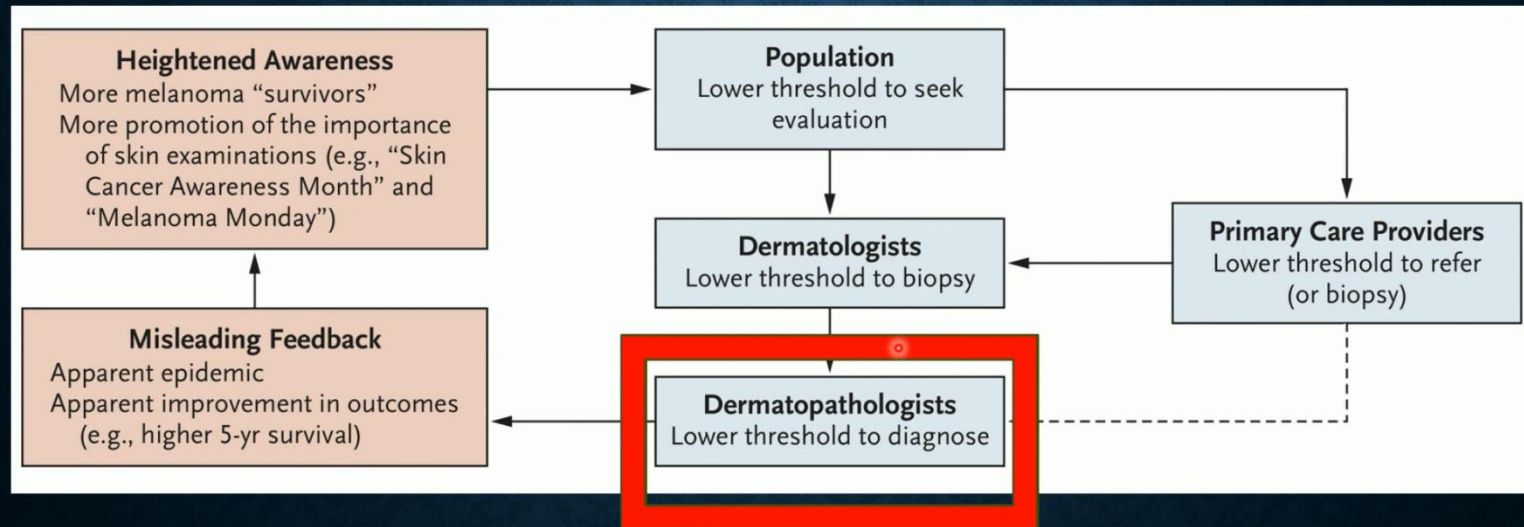 Heightened Awareness
More melanoma “survivors”
More promotion of the importance
of skin examinations (e.g., “Skin
Cancer Awareness Month” and
“Melanoma Monday”)
Population
Lower threshold to seek
evaluation
Dermatologists
Lower threshold to biopsy
Primary Care Providers
Lower threshold to refer
(or biopsy)
Misleading Feedback
Apparent epidemic
Apparent improvement in outcomes
(e.g., higher 5-yr survival)
Dermatopathologists
Lower threshold to diagnose